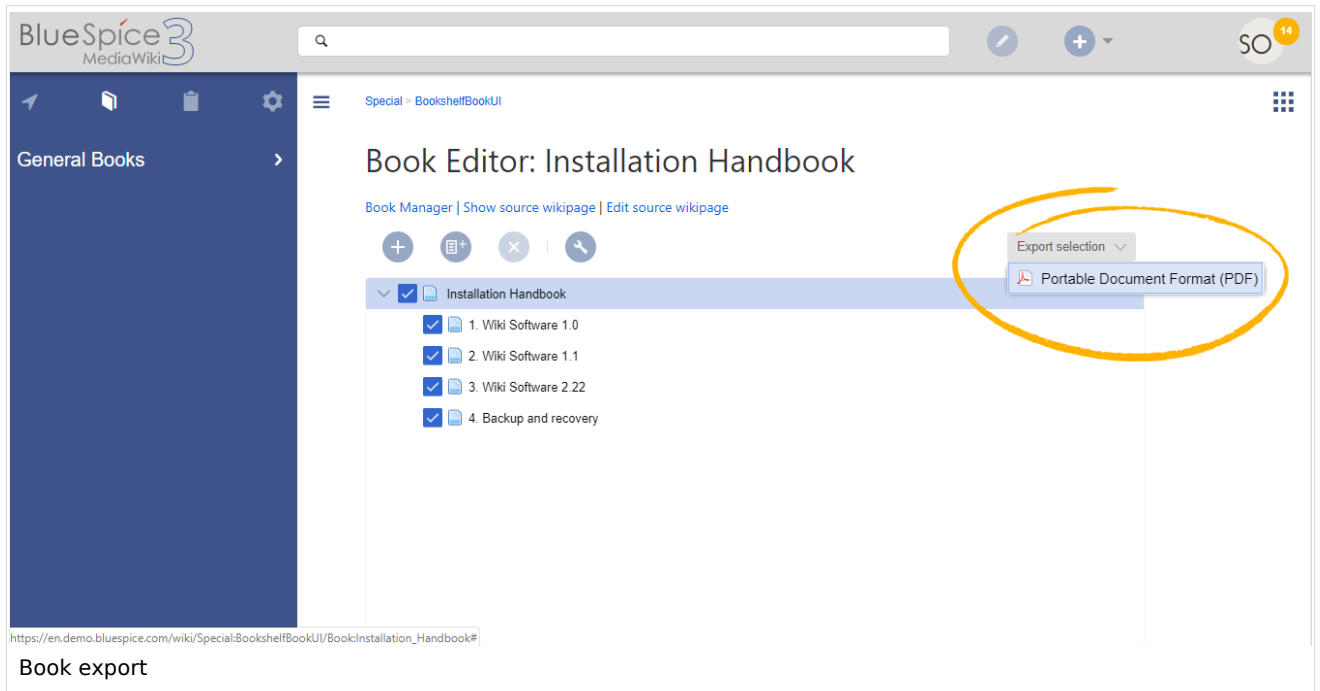 BlueSpice 3
MediaWiki
SO
14
Special > BookshelfBookUI
General Books
Book Editor: Installation Handbook
Book Manager | Show source wikipage | Edit source wikipage
Export selection
Portable Document Format (PDF)
Installation Handbook
1. Wiki Software 1.0
2. Wiki Software 1.1
3. Wiki Software 2.22
4. Backup and recovery
https://en.demo.bluespice.com/wiki/Special:BookshelfBookUI/Book:Installation_Handbook#
Book export